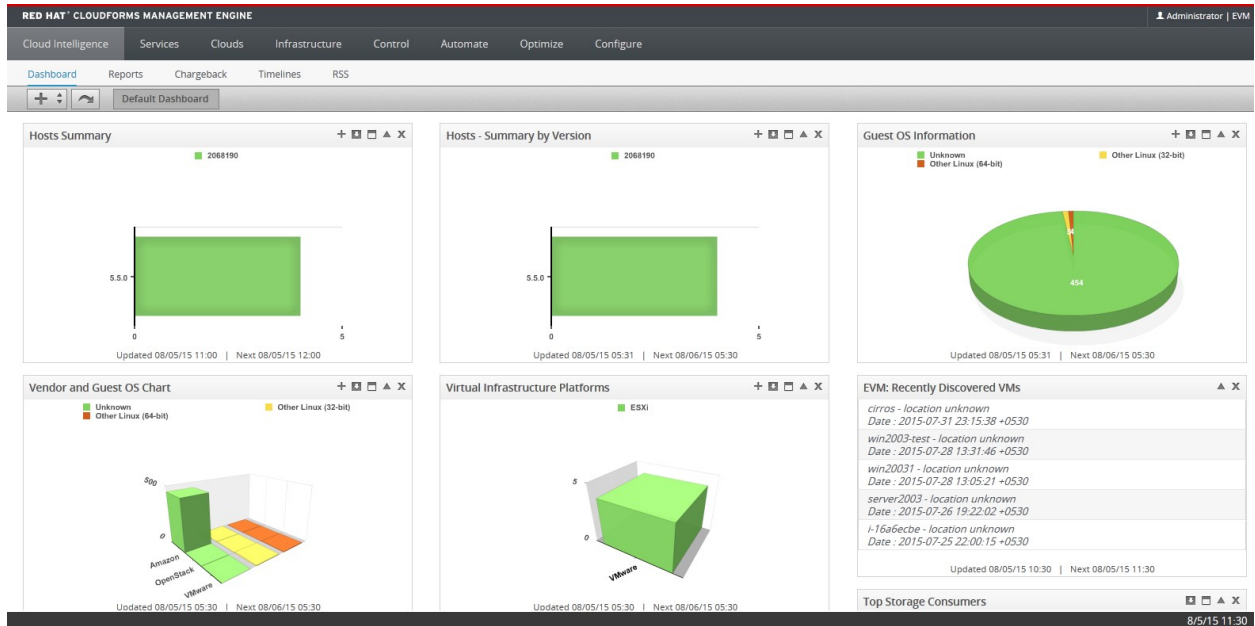 RED HAT® CLOUDFORMS MANAGEMENT ENGINE
Administrator | EVM
Cloud Intelligence Services Clouds Infrastructure Control Automate Optimize Configure
Dashboard Reports Chargeback Timelines RSS
Default Dashboard
Hosts Summary
2068190
5.5.0
0 5
Updated 08/05/15 11:00 | Next 08/05/15 12:00
Hosts - Summary by Version
2068190
5.5.0
0 5
Updated 08/05/15 05:31 | Next 08/06/15 05:30
Guest OS Information
Unknown Other Linux (32-bit)
Other Linux (64-bit)
454
Updated 08/05/15 05:31 | Next 08/06/15 05:30
Vendor and Guest OS Chart
Unknown Other Linux (32-bit)
Other Linux (64-bit)
500
0
Amazon
OpenStack
VMware
Updated 08/05/15 05:30 | Next 08/06/15 05:30
Virtual Infrastructure Platforms
ESXi
5
0
VMware
Updated 08/05/15 05:30 | Next 08/06/15 05:30
EVM: Recently Discovered VMs
cirros - location unknown
Date : 2015-07-31 23:15:38 +0530
win2003-test - location unknown
Date : 2015-07-28 13:31:46 +0530
win20031 - location unknown
Date : 2015-07-28 13:05:21 +0530
server2003 - location unknown
Date : 2015-07-26 19:22:02 +0530
i-16a6ecbe - location unknown
Date : 2015-07-25 22:00:15 +0530
Updated 08/05/15 10:30 | Next 08/05/15 11:30
Top Storage Consumers
8/5/15 11:30